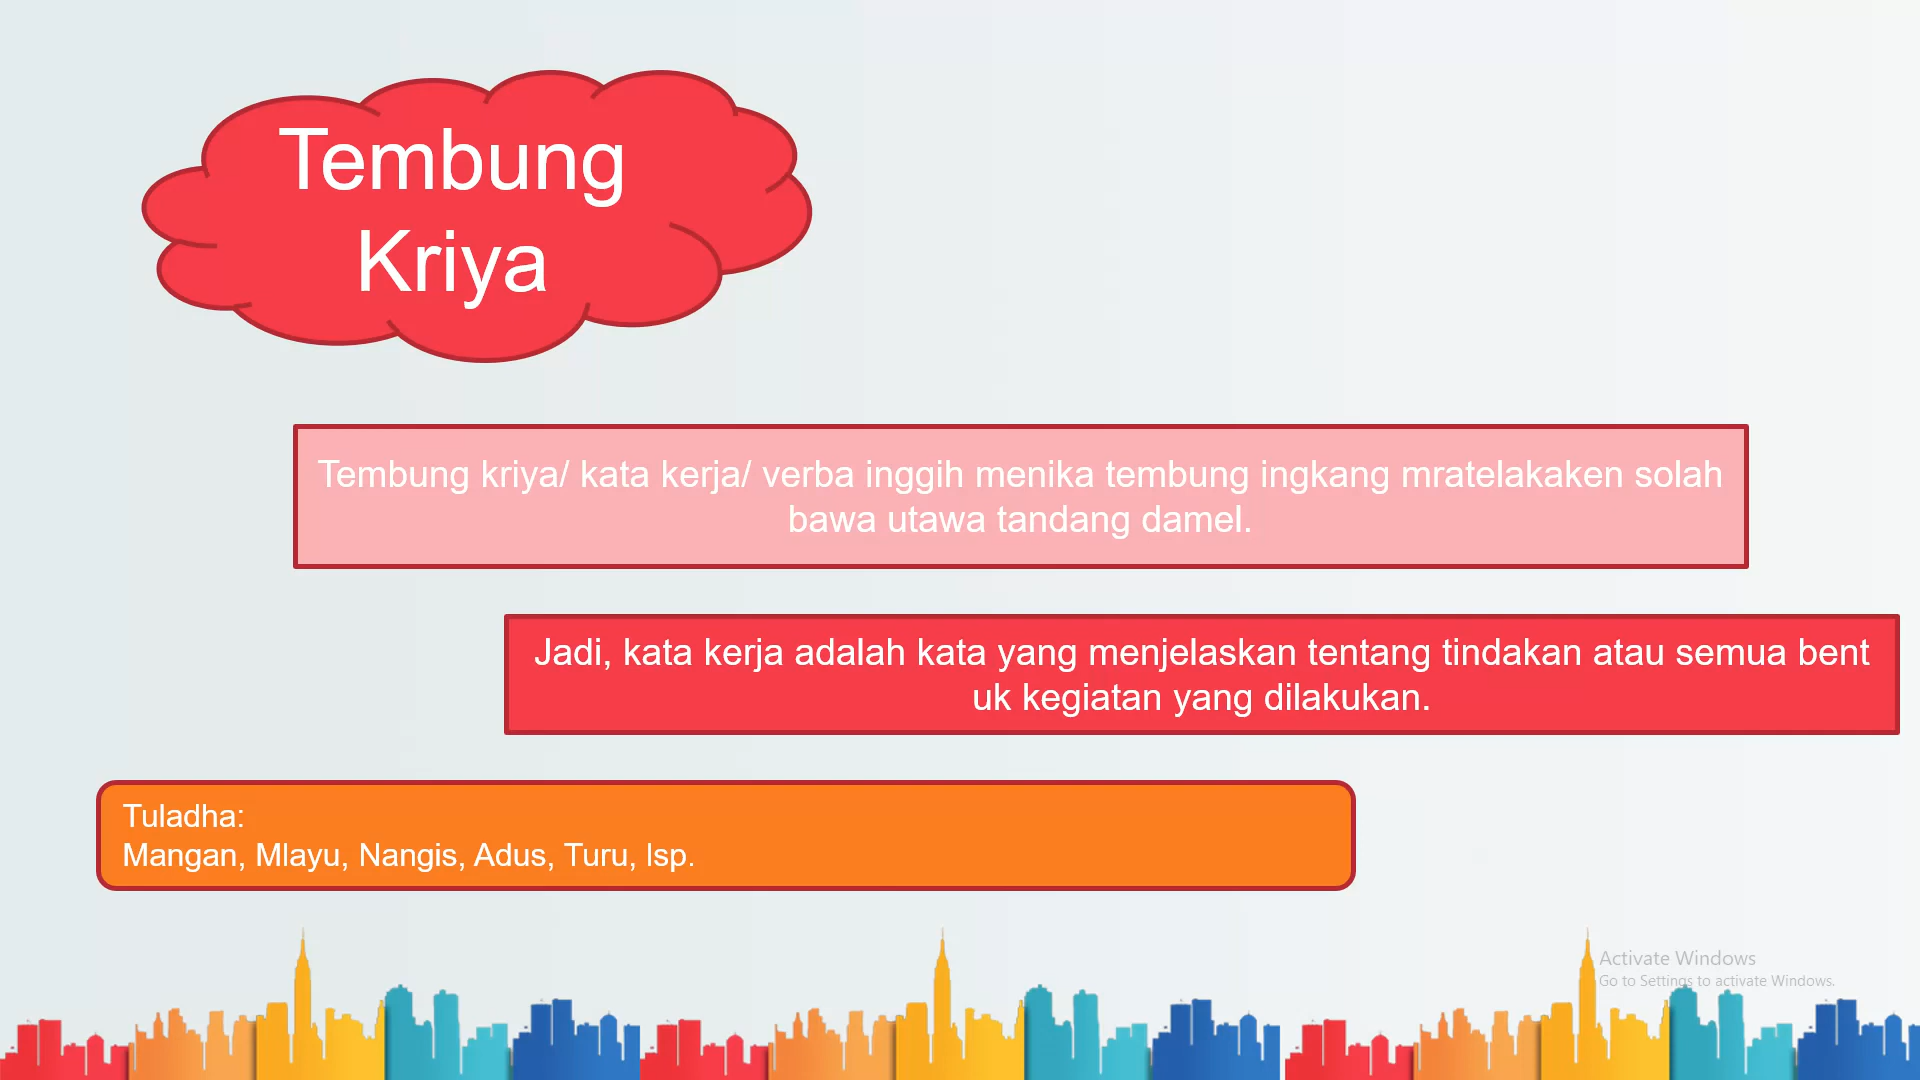 Tembung
Kriya
Tembung kriya/ kata kerja/ verba inggih menika tembung ingkang mratelakaken solah
bawa utawa tandang damel.
Jadi, kata kerja adalah kata yang menjelaskan tentang tindakan atau semua bent
uk kegiatan yang dilakukan.
Tuladha:
Mangan, Mlayu, Nangis, Adus, Turu, lsp.
Activate Windows
Go to Settings to activate Windows.